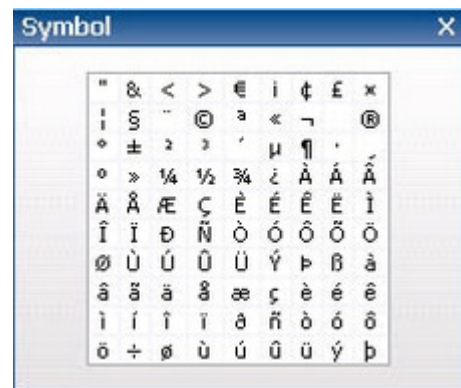 Symbol X
" & < > € ¡ ¢ £ ¤
¦ § ¨ © ª « ¬ ®
° ± ² ³ ´ µ ¶ · ¸
º » ¼ ½ ¾ ¿ À Á Â
Ä Å Æ Ç È É Ê Ë Ì
Î Ï Ð Ñ Ò Ó Ô Õ Ö
Ø Ù Ú Û Ü Ý Þ ß à
â ã ä å æ ç è é ê
ì í î ï ð ñ ò ó ô
ö ÷ ø ù ú û ü ý þ